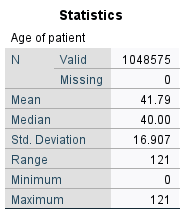 Statistics
Age of patient
N Valid 1048575
Missing 0
Mean 41.79
Median 40.00
Std. Deviation 16.907
Range 121
Minimum 0
Maximum 121